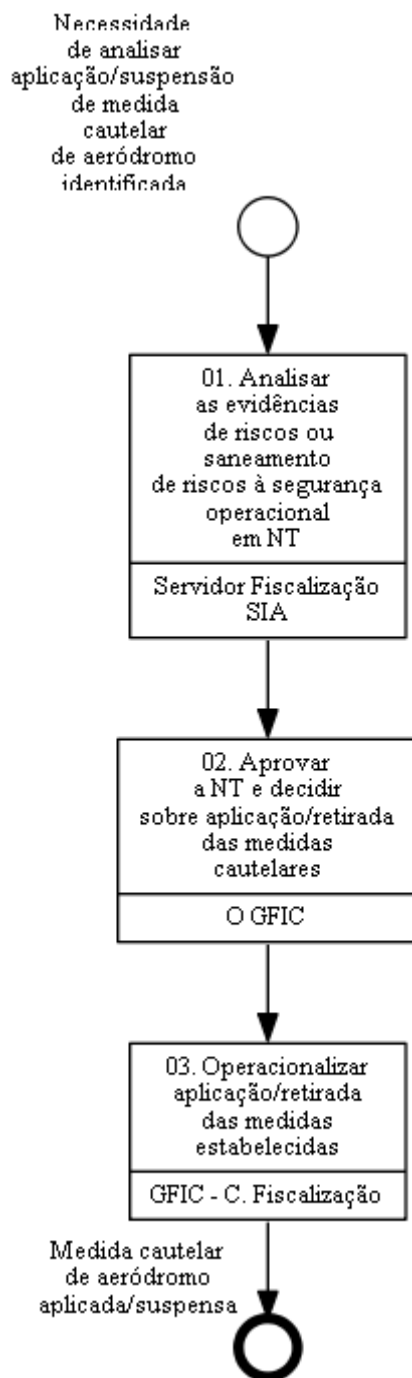 Necessidade
de analisar
aplicação/suspensão
de medida
cautelar
de aeródromo
identificada
01. Analisar
as evidências
de riscos ou
saneamento
de riscos à segurança
operacional
em NT
Servidor Fiscalização
SIA
02. Aprovar
a NT e decidir
sobre aplicação/retirada
das medidas
cautelares
O GFIC
03. Operacionalizar
aplicação/retirada
das medidas
estabelecidas
GFIC - C. Fiscalização
Medida cautelar
de aeródromo
aplicada/suspensa